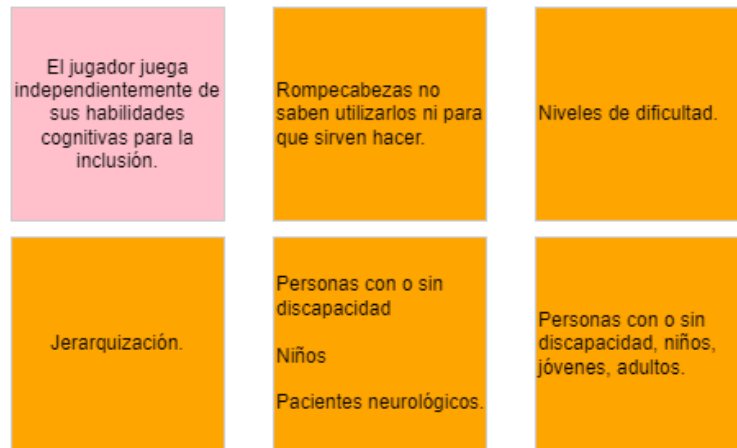 El jugador juega
independientemente de
sus habilidades
cognitivas para la
inclusión.
Rompecabezas no
saben utilizarlos ni para
que sirven hacer.
Niveles de dificultad.
Jerarquización.
Personas con o sin
discapacidad
Niños
Pacientes neurológicos.
Personas con o sin
discapacidad, niños,
jóvenes, adultos.